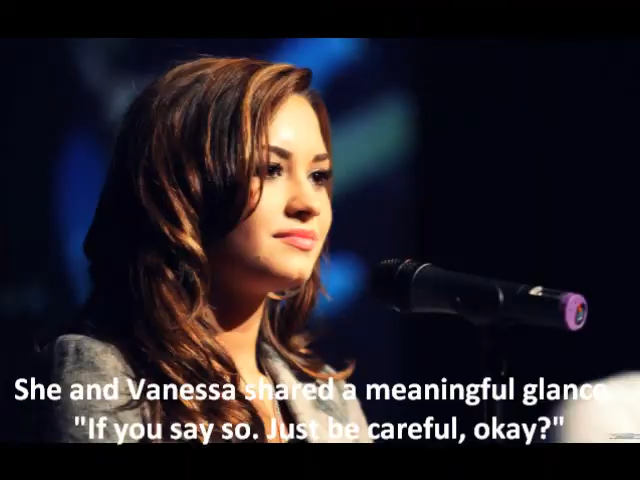 She and Vanessa shared a meaningful glance.
"If you say so. Just be careful, okay?"